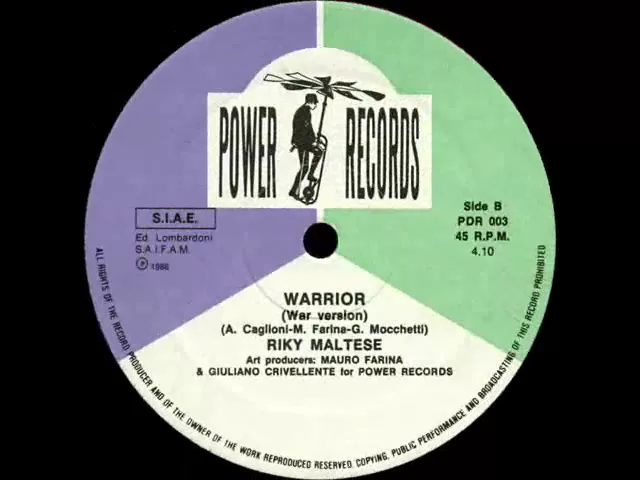 POWER RECORDS
S.I.A.E.
Ed. Lombardoni
S.A.I.F.A.M.
Ⓟ 1986
Side B
PDR 003
45 R.P.M.
4.10
WARRIOR
(War version)
(A. Caglioni-M. Farina-G. Mocchetti)
RIKY MALTESE
Art producers: MAURO FARINA
& GIULIANO CRIVELLENTE for POWER RECORDS
ALL RIGHTS OF THE RECORD PRODUCER AND OF THE OWNER OF THE WORK REPRODUCED RESERVED. COPYING, PUBLIC PERFORMANCE AND BROADCASTING OF THIS RECORD PROHIBITED